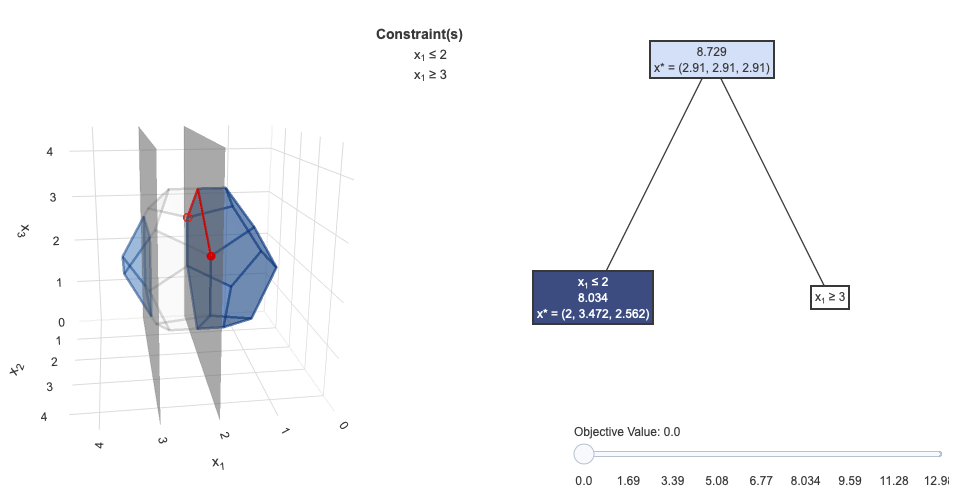 Constraint(s)
x₁ ≤ 2
x₁ ≥ 3
4
3
2
1
0
x₃
1
2
3
4
x₂
4
3
2
1
0
x₁
8.729
x* = (2.91, 2.91, 2.91)
x₁ ≤ 2
8.034
x* = (2, 3.472, 2.562)
x₁ ≥ 3
Objective Value: 0.0
0.0 1.69 3.39 5.08 6.77 8.034 9.59 11.28